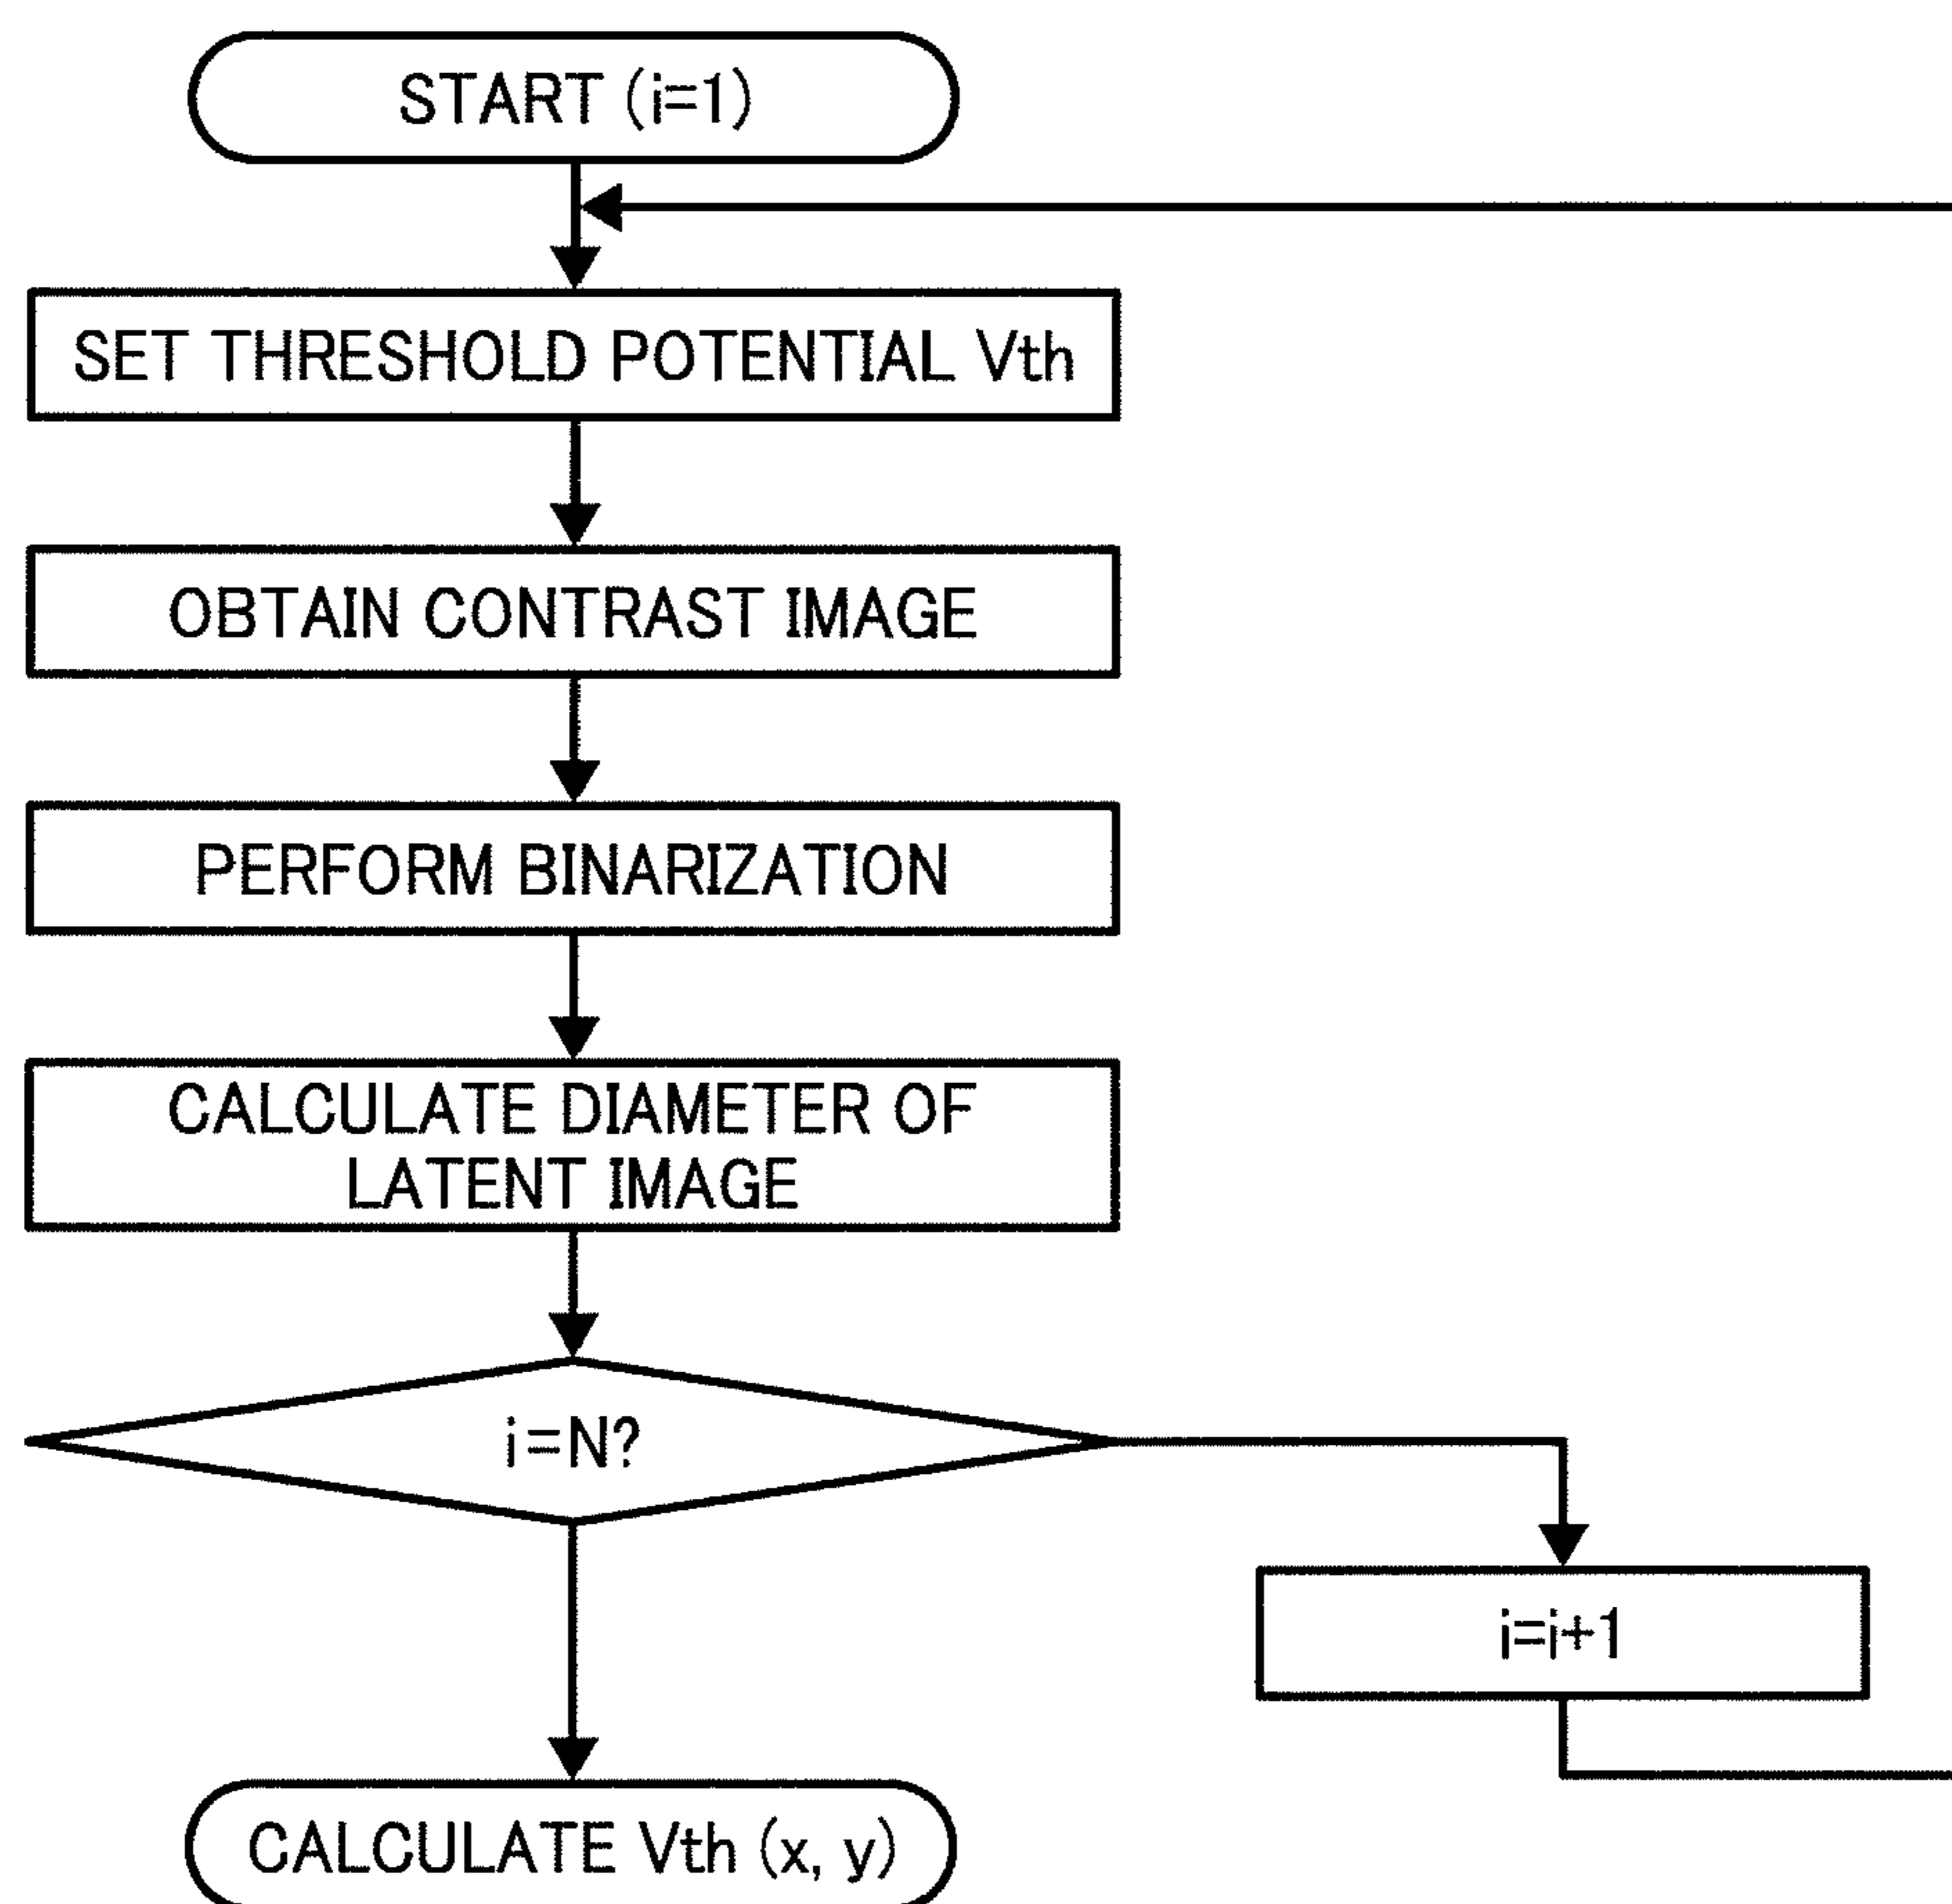 START (i=1)
SET THRESHOLD POTENTIAL Vth
OBTAIN CONTRAST IMAGE
PERFORM BINARIZATION
CALCULATE DIAMETER OF
LATENT IMAGE
i=N?
i=i+1
CALCULATE Vth (x, y)